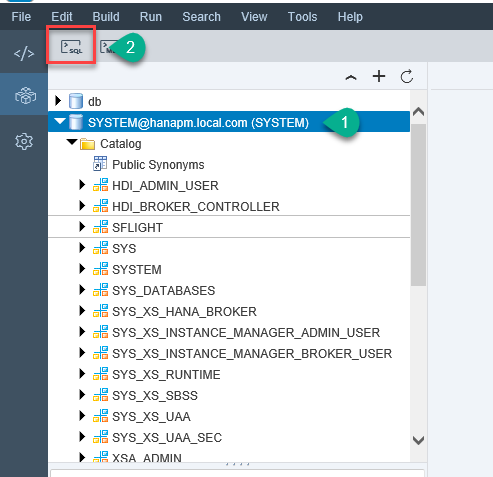 File Edit Build Run Search View Tools Help
SQL
2
db
SYSTEM@hanapm.local.com (SYSTEM)
1
Catalog
Public Synonyms
HDI_ADMIN_USER
HDI_BROKER_CONTROLLER
SFLIGHT
SYS
SYSTEM
SYS_DATABASES
SYS_XS_HANA_BROKER
SYS_XS_INSTANCE_MANAGER_ADMIN_USER
SYS_XS_INSTANCE_MANAGER_BROKER_USER
SYS_XS_RUNTIME
SYS_XS_SBSS
SYS_XS_UAA
SYS_XS_UAA_SEC
XSA_ADMIN